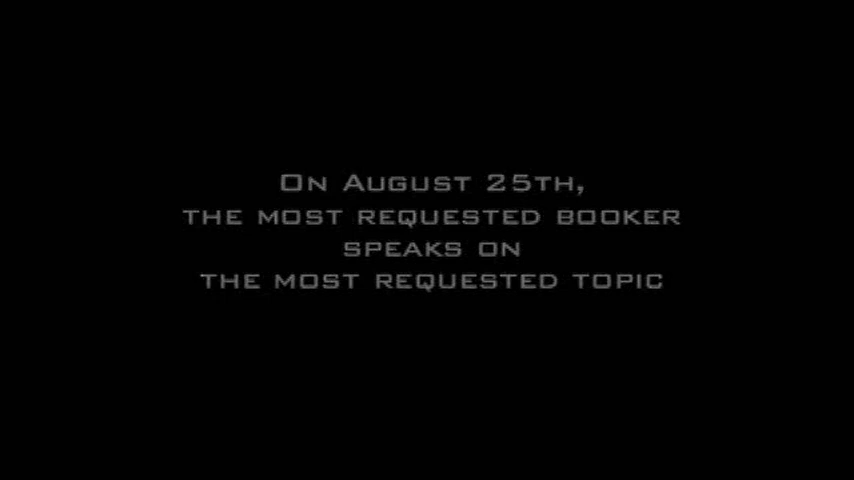 On August 25th,
the most requested booker
speaks on
the most requested topic